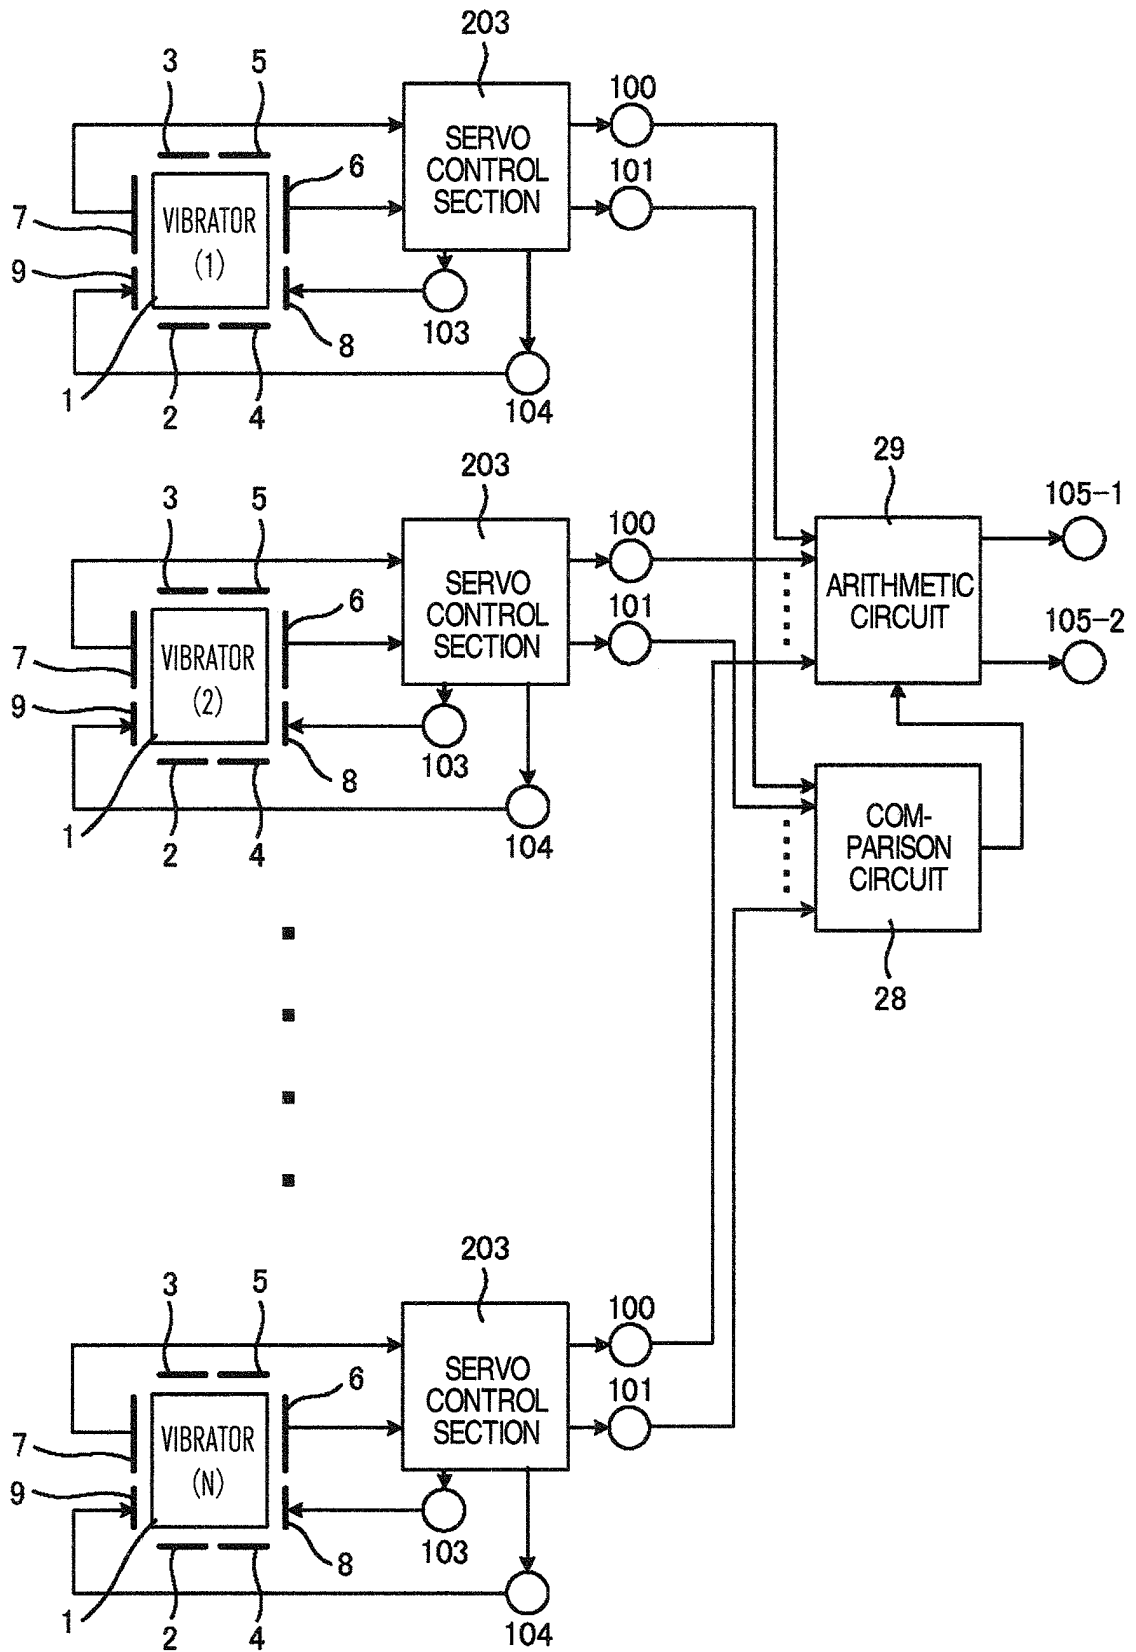 203
3
5
100
SERVO
CONTROL
SECTION
6
101
7
VIBRATOR
(1)
9
103
8
1
2
4
104
203
29
3
5
100
105-1
SERVO
CONTROL
SECTION
ARITHMETIC
CIRCUIT
6
101
105-2
7
VIBRATOR
(2)
9
103
8
1
2
4
104
COM-
PARISON
CIRCUIT
28
203
3
5
100
SERVO
CONTROL
SECTION
6
101
7
VIBRATOR
(N)
9
103
8
1
2
4
104